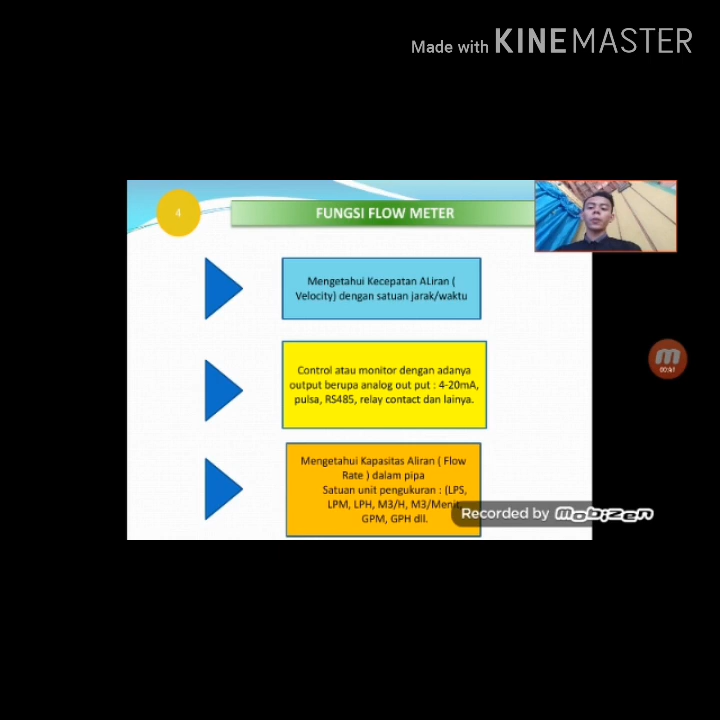 Made with KINEMASTER
4
FUNGSI FLOW METER
Mengetahui Kecepatan ALiran (
Velocity) dengan satuan jarak/waktu
Control atau monitor dengan adanya
output berupa analog out put : 4-20mA,
pulsa, RS485, relay contact dan lainya.
Mengetahui Kapasitas Aliran ( Flow
Rate ) dalam pipa
Satuan unit pengukuran : (LPS,
LPM, LPH, M3/H, M3/Menit,
GPM, GPH dll.
Recorded by mobizen